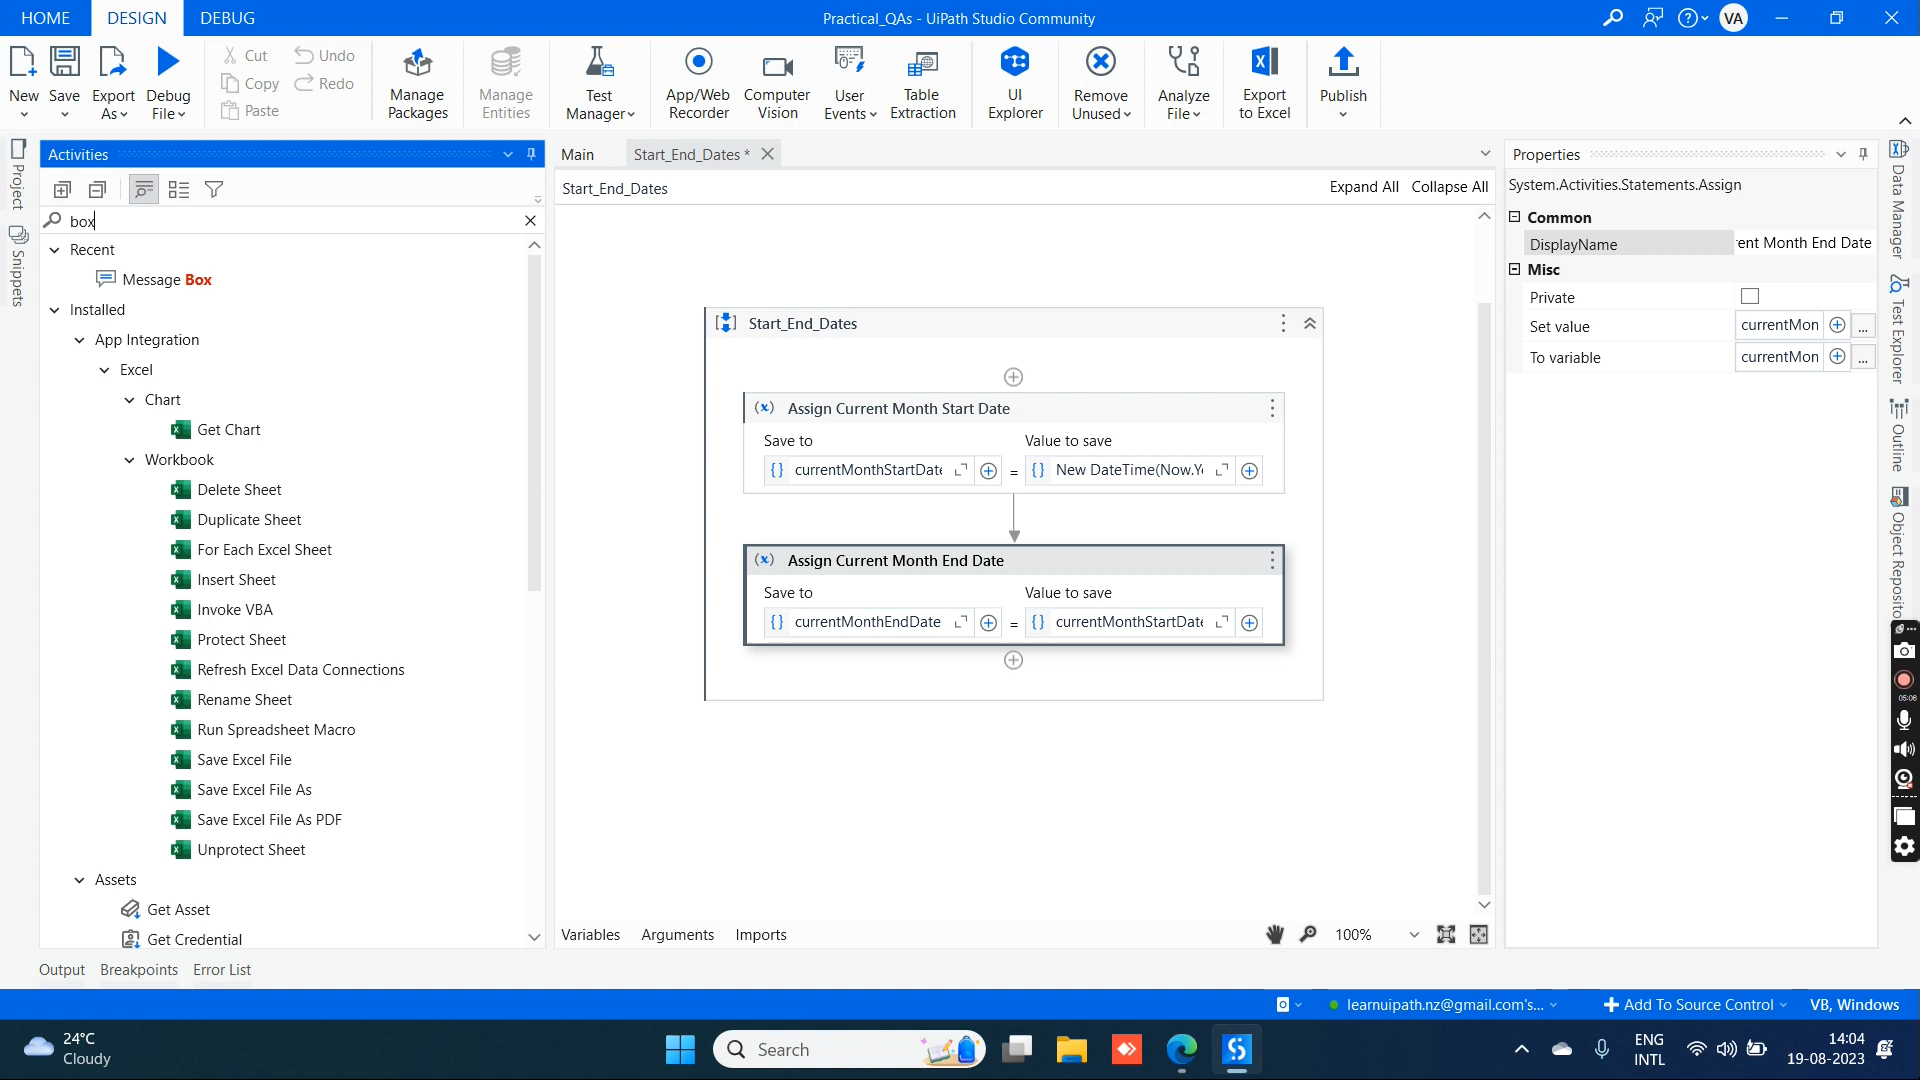 HOME
DESIGN
DEBUG
Practical_QAs - UiPath Studio Community
VA
New
Save
Export As
Debug File
Cut
Copy
Paste
Undo
Redo
Manage Packages
Manage Entities
Test Manager
App/Web Recorder
Computer Vision
User Events
Table Extraction
UI Explorer
Remove Unused
Analyze File
Export to Excel
Publish
Project
Snippets
Activities
box
Recent
Message Box
Installed
App Integration
Excel
Chart
Get Chart
Workbook
Delete Sheet
Duplicate Sheet
For Each Excel Sheet
Insert Sheet
Invoke VBA
Protect Sheet
Refresh Excel Data Connections
Rename Sheet
Run Spreadsheet Macro
Save Excel File
Save Excel File As
Save Excel File As PDF
Unprotect Sheet
Assets
Get Asset
Get Credential
Main
Start_End_Dates *
Start_End_Dates
Expand All
Collapse All
Start_End_Dates
Assign Current Month Start Date
Save to
Value to save
currentMonthStartDate
=
New DateTime(Now.Ye
Assign Current Month End Date
Save to
Value to save
currentMonthEndDate
=
currentMonthStartDate
Variables
Arguments
Imports
100%
Properties
System.Activities.Statements.Assign
Common
DisplayName
rent Month End Date
Misc
Private
Set value
currentMon
...
To variable
currentMon
...
Data Manager
Test Explorer
Outline
Object Reposito
05:06
Output
Breakpoints
Error List
learnuipath.nz@gmail.com's...
Add To Source Control
VB, Windows
24°C
Cloudy
Search
ENG
INTL
14:04
19-08-2023